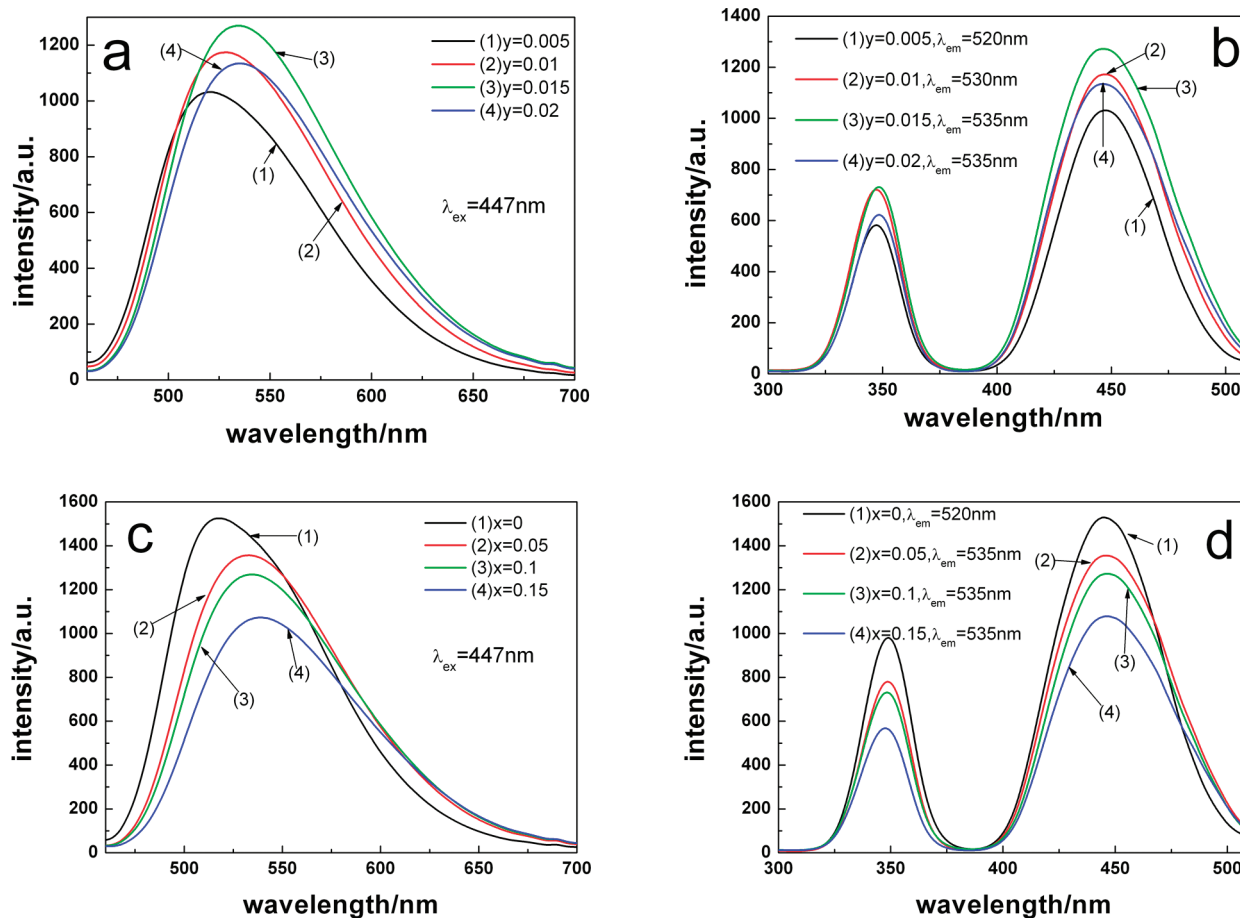 a
(1)y=0.005
(2)y=0.01
(3)y=0.015
(4)y=0.02
(4)
(3)
(1)
(2)
λex=447nm
intensity/a.u.
0
200
400
600
800
1000
1200
500
550
600
650
700
wavelength/nm
b
(1)y=0.005,λem=520nm
(2)y=0.01,λem=530nm
(3)y=0.015,λem=535nm
(4)y=0.02,λem=535nm
(2)
(3)
(4)
(1)
intensity/a.u.
0
200
400
600
800
1000
1200
1400
300
350
400
450
500
wavelength/nm
c
(1)x=0
(2)x=0.05
(3)x=0.1
(4)x=0.15
(1)
(2)
(3)
(4)
λex=447nm
intensity/a.u.
0
200
400
600
800
1000
1200
1400
1600
500
550
600
650
700
wavelength/nm
d
(1)x=0,λem=520nm
(2)x=0.05,λem=535nm
(3)x=0.1,λem=535nm
(4)x=0.15,λem=535nm
(1)
(2)
(3)
(4)
intensity/a.u.
0
200
400
600
800
1000
1200
1400
1600
300
350
400
450
500
wavelength/nm